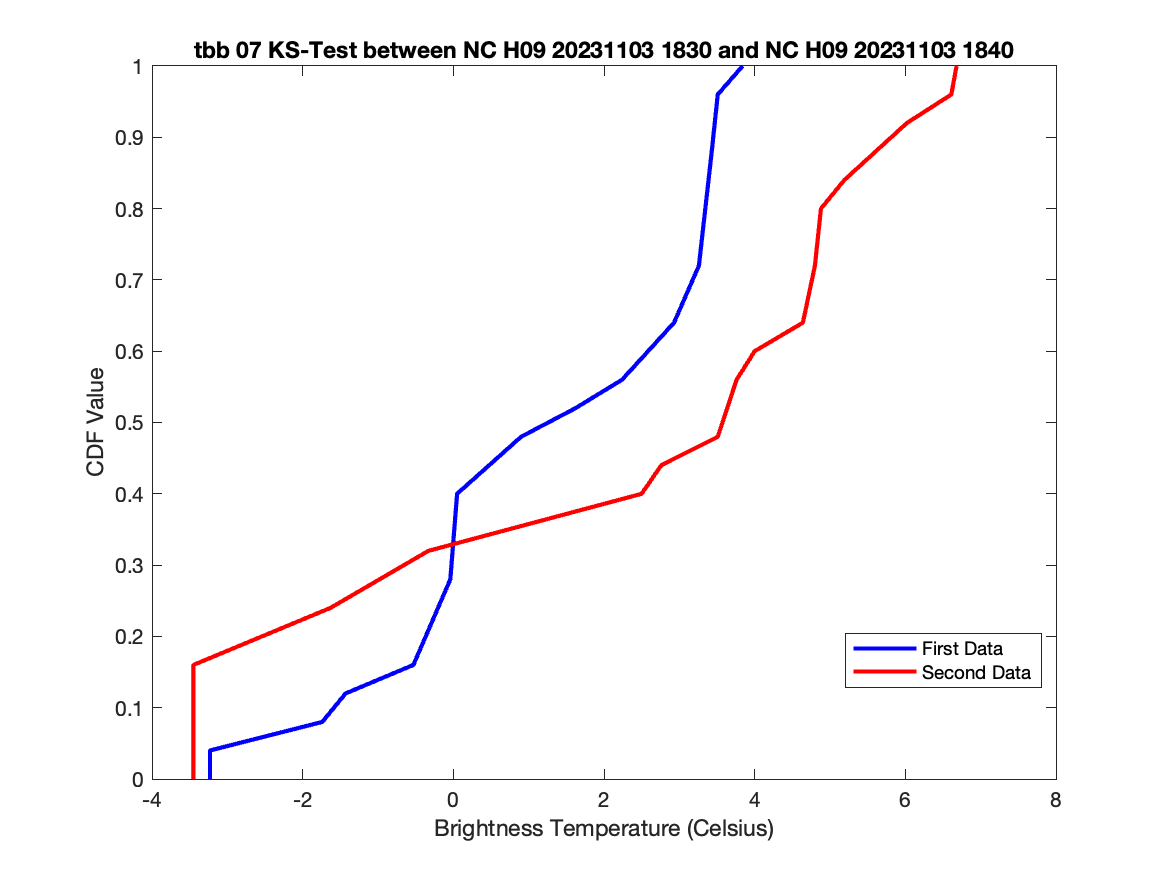 tbb 07 KS-Test between NC H09 20231103 1830 and NC H09 20231103 1840
1
0.9
0.8
0.7
0.6
0.5
0.4
0.3
0.2
0.1
0
CDF Value
First Data
Second Data
-4 -2 0 2 4 6 8
Brightness Temperature (Celsius)